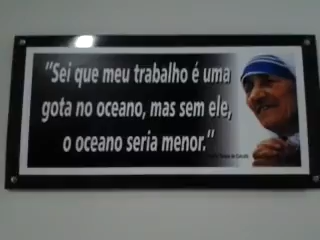 "Sei que meu trabalho é uma
gota no oceano, mas sem ele,
o oceano seria menor."